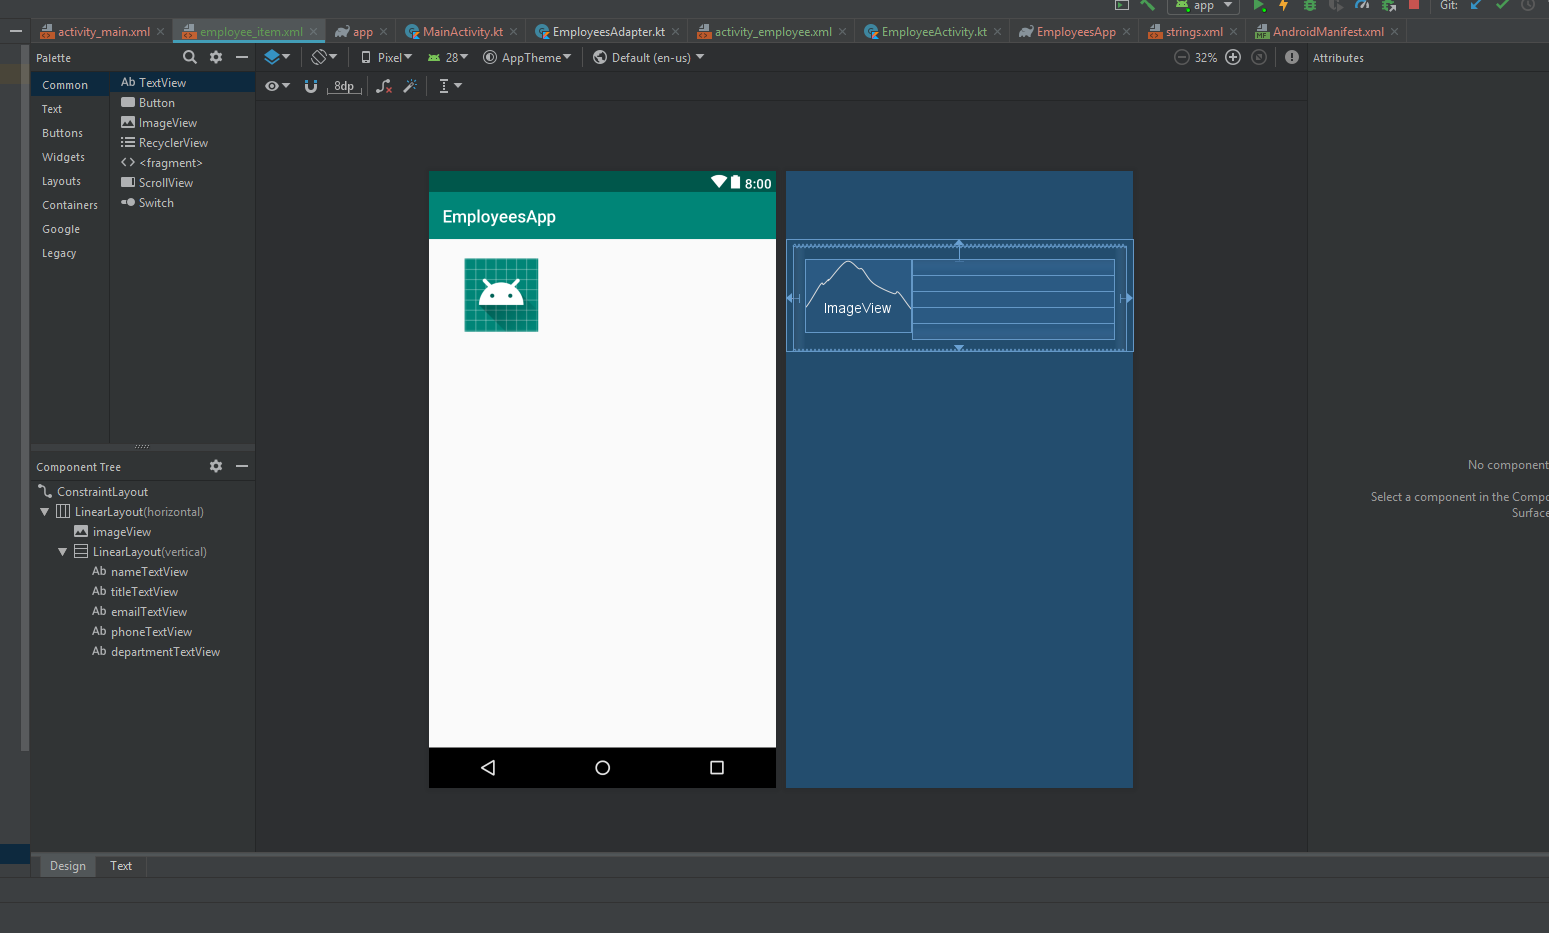 app Git:
activity_main.xml employee_item.xml app MainActivity.kt EmployeesAdapter.kt activity_employee.xml EmployeeActivity.kt EmployeesApp strings.xml AndroidManifest.xml
Palette Pixel 28 AppTheme Default (en-us) 32% Attributes
8dp
Common
Text
Buttons
Widgets
Layouts
Containers
Google
Legacy
Ab TextView
Button
ImageView
RecyclerView
<fragment>
ScrollView
Switch
8:00
EmployeesApp
ImageView
Component Tree
ConstraintLayout
LinearLayout(horizontal)
imageView
LinearLayout(vertical)
Ab nameTextView
Ab titleTextView
Ab emailTextView
Ab phoneTextView
Ab departmentTextView
No component
Select a component in the Compo
Surface
Design Text